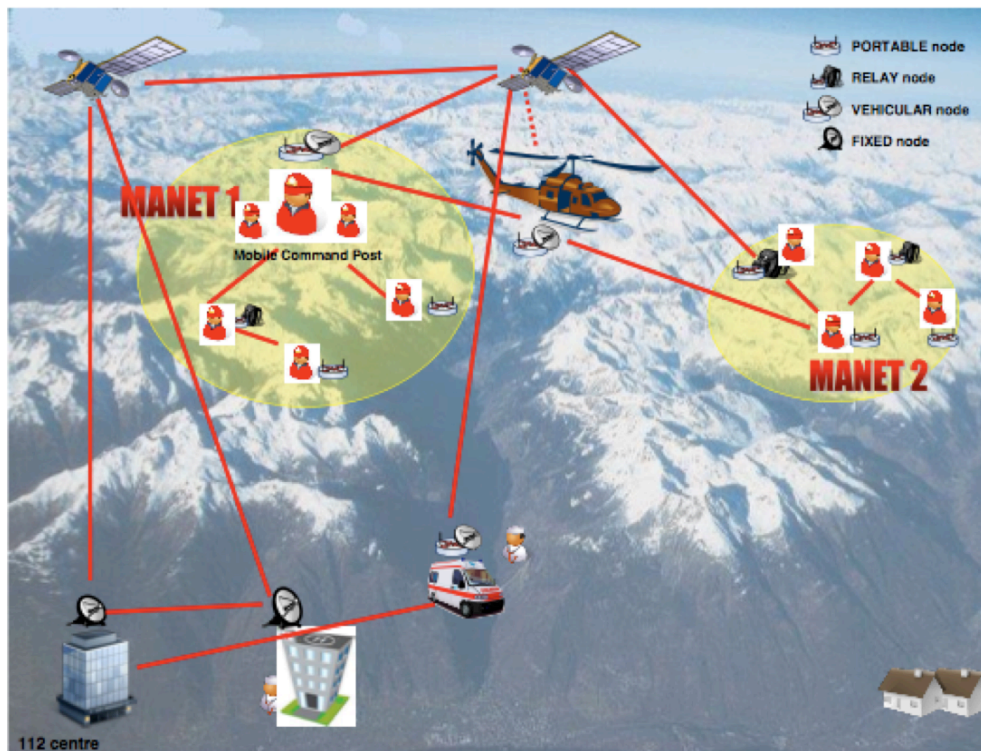 PORTABLE node
RELAY node
VEHICULAR node
FIXED node
MANET 1
Mobile Command Post
MANET 2
112 centre